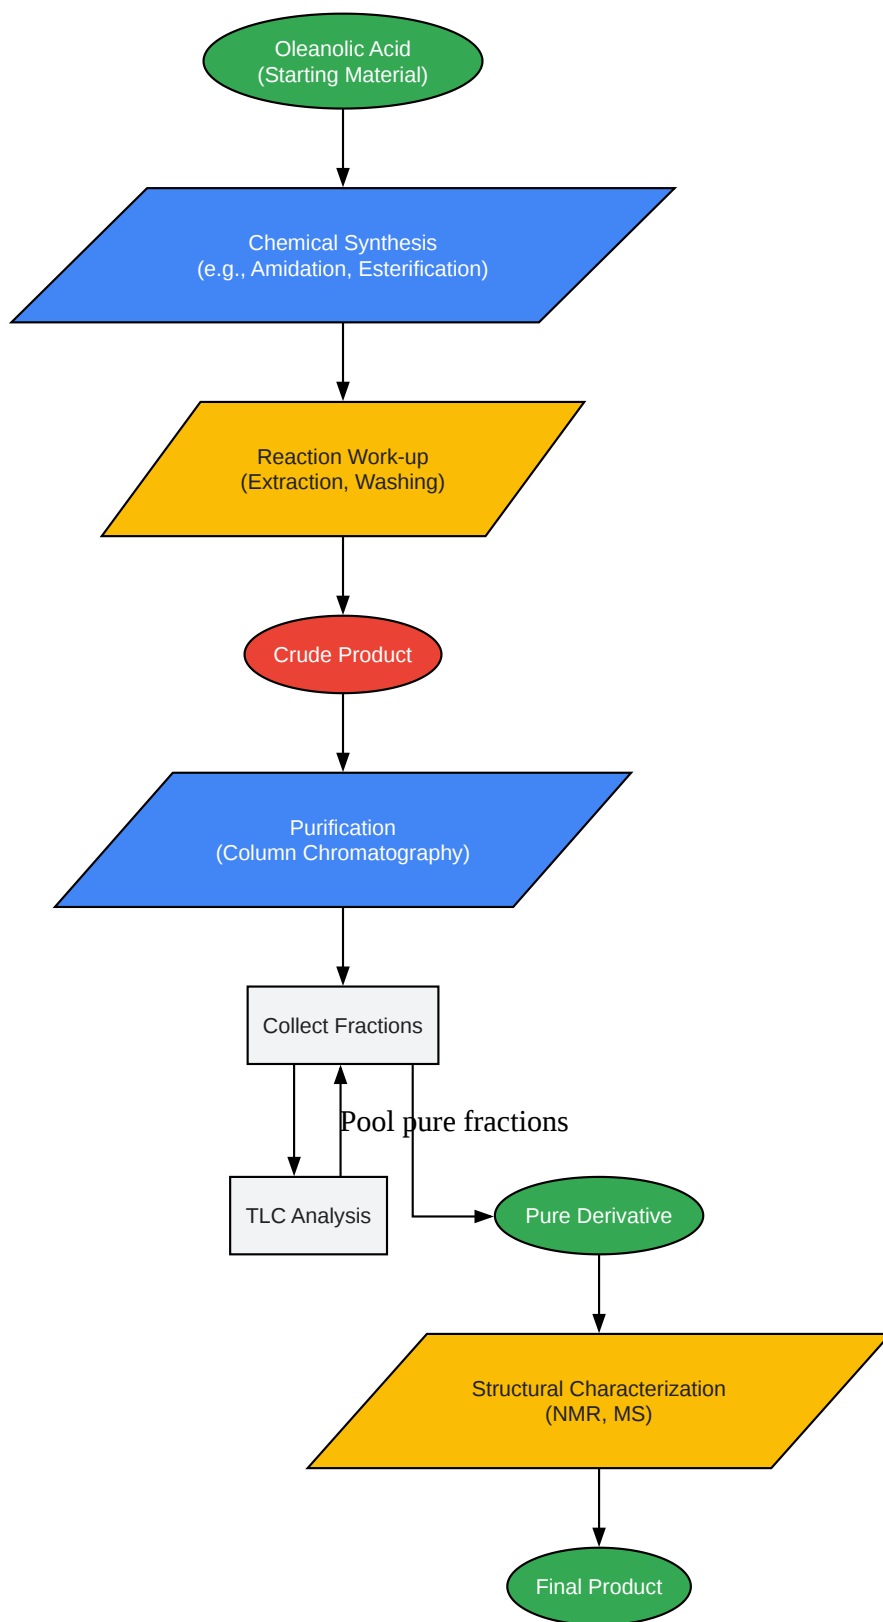 Oleanolic Acid
(Starting Material)
Chemical Synthesis
(e.g., Amidation, Esterification)
Reaction Work-up
(Extraction, Washing)
Crude Product
Purification
(Column Chromatography)
Collect Fractions
Pool pure fractions
TLC Analysis
Pure Derivative
Structural Characterization
(NMR, MS)
Final Product